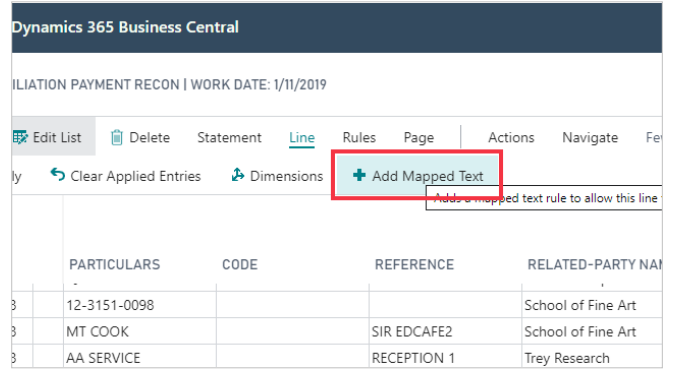 Dynamics 365 Business Central
ILIATION PAYMENT RECON | WORK DATE: 1/11/2019
Edit List Delete Statement Line Rules Page Actions Navigate Fe
ly Clear Applied Entries Dimensions Add Mapped Text
Adds a mapped text rule to allow this line
PARTICULARS CODE REFERENCE RELATED-PARTY NA
12-3151-0098 School of Fine Art
MT COOK SIR EDCAFE2 School of Fine Art
AA SERVICE RECEPTION 1 Trey Research